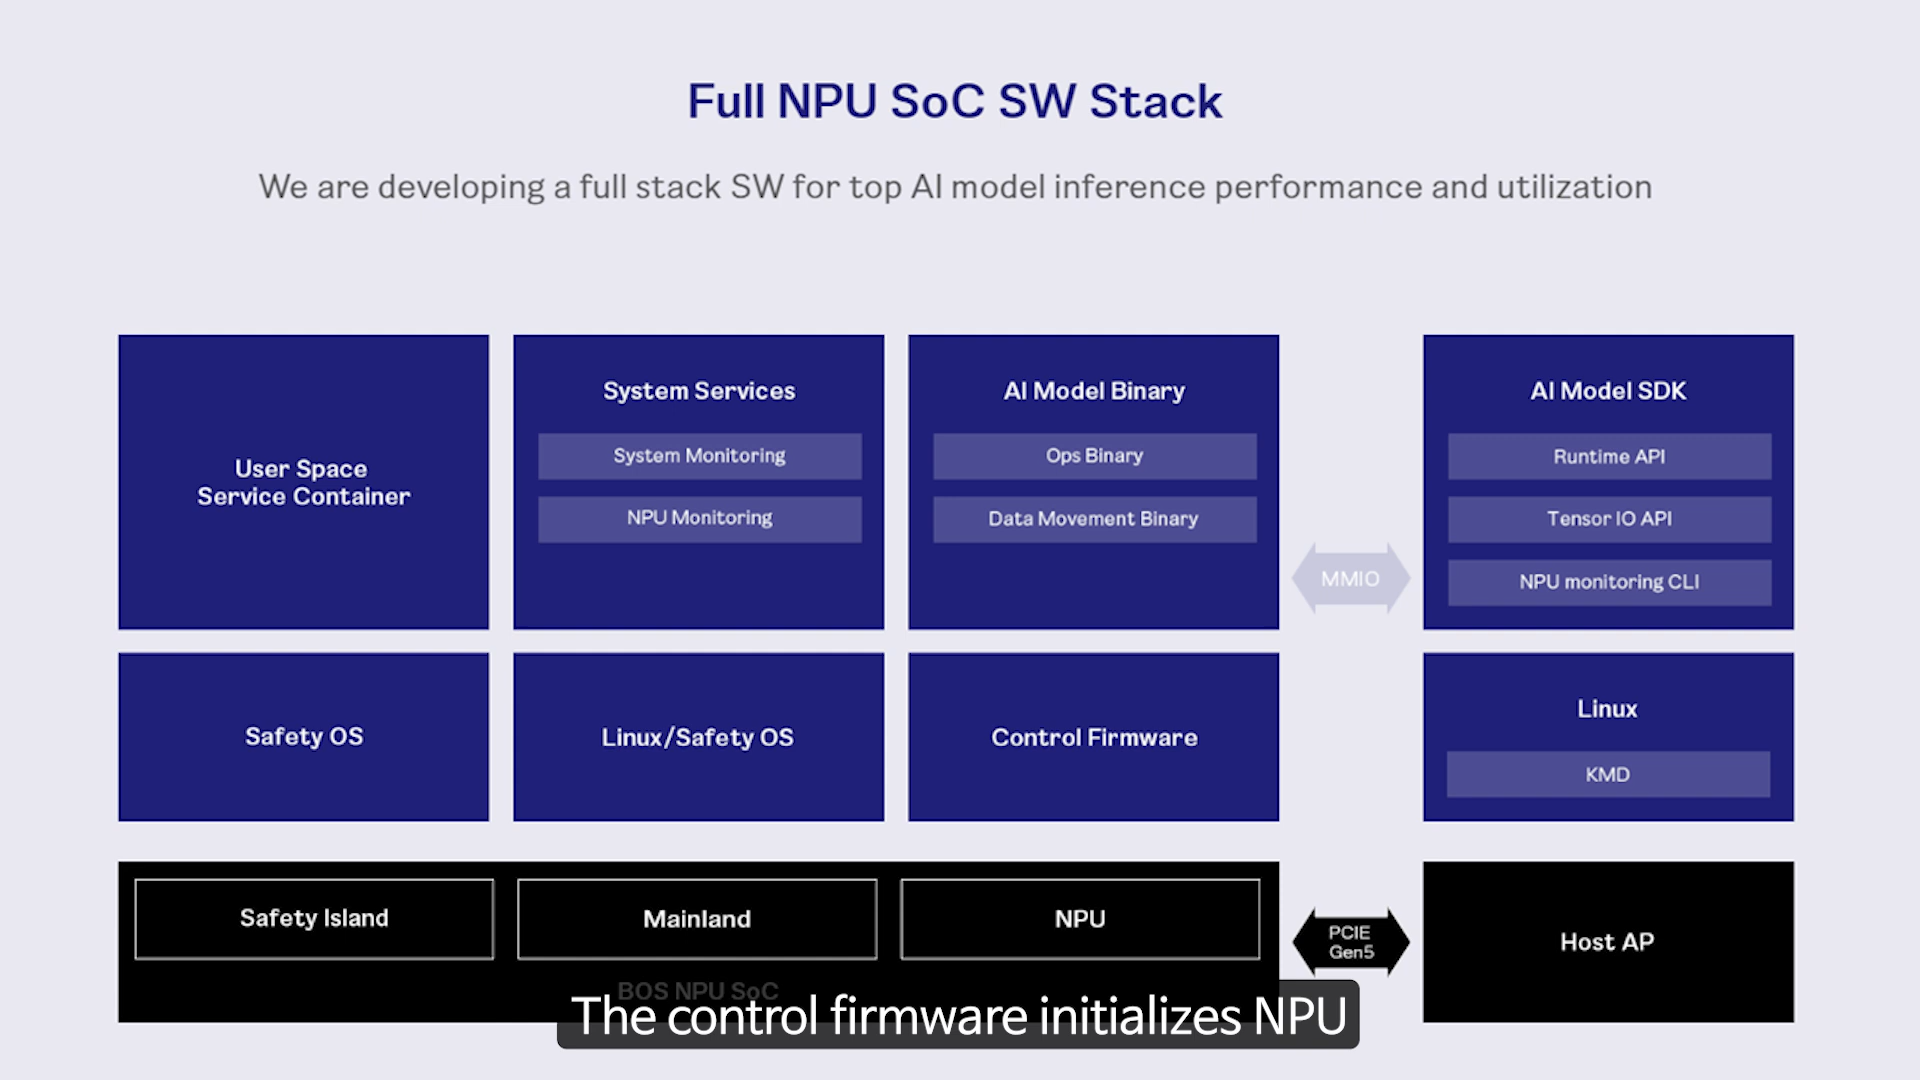 Full NPU SoC SW Stack
We are developing a full stack SW for top AI model inference performance and utilization
User Space
Service Container
System Services
System Monitoring
NPU Monitoring
AI Model Binary
Ops Binary
Data Movement Binary
MMIO
AI Model SDK
Runtime API
Tensor IO API
NPU monitoring CLI
Safety OS
Linux/Safety OS
Control Firmware
Linux
KMD
Safety Island
Mainland
NPU
BOS NPU SoC
PCIE
Gen5
Host AP
The control firmware initializes NPU